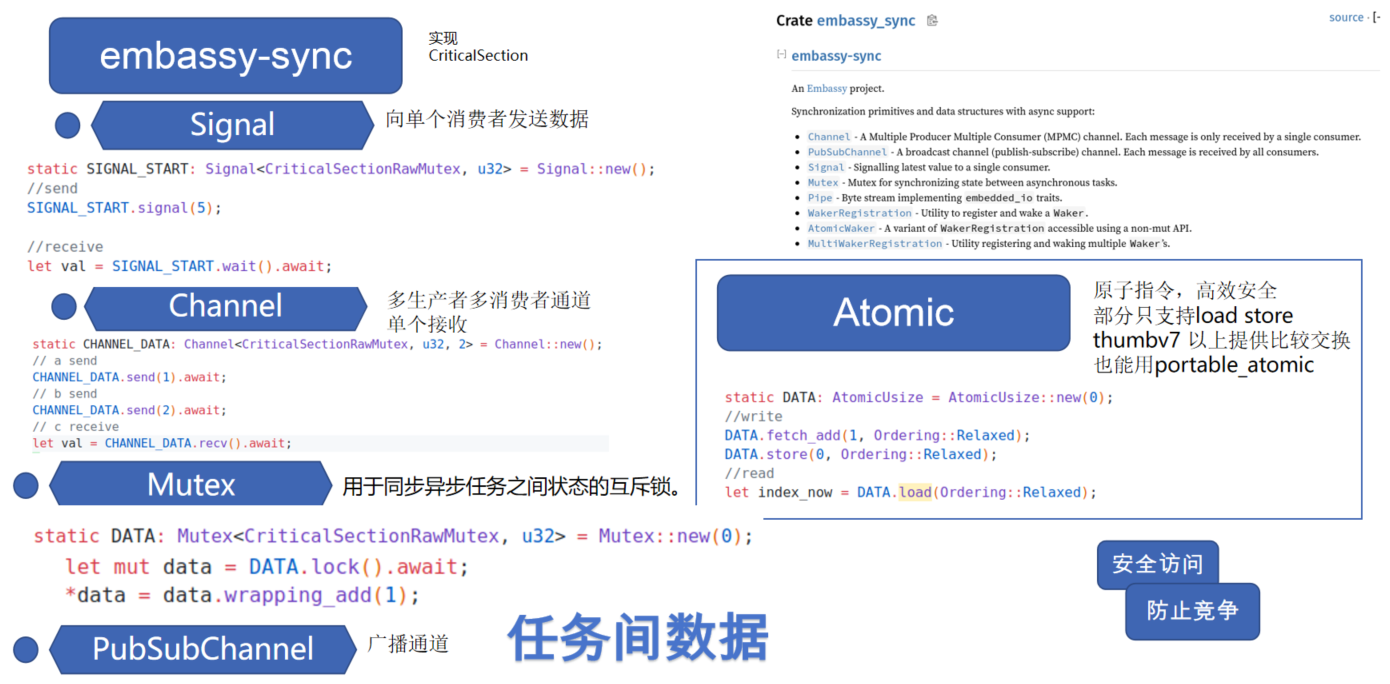 embassy-sync
实现
CriticalSection
Signal
向单个消费者发送数据
static SIGNAL_START: Signal<CriticalSectionRawMutex, u32> = Signal::new();
//send
SIGNAL_START.signal(5);
//receive
let val = SIGNAL_START.wait().await;
Channel
多生产者多消费者通道
单个接收
static CHANNEL_DATA: Channel<CriticalSectionRawMutex, u32, 2> = Channel::new();
// a send
CHANNEL_DATA.send(1).await;
// b send
CHANNEL_DATA.send(2).await;
// c receive
let val = CHANNEL_DATA.recv().await;
Mutex
用于同步异步任务之间状态的互斥锁。
static DATA: Mutex<CriticalSectionRawMutex, u32> = Mutex::new(0);
let mut data = DATA.lock().await;
*data = data.wrapping_add(1);
PubSubChannel
广播通道
任务间数据
Crate embassy_sync
source · [-
[-] embassy-sync
An Embassy project.
Synchronization primitives and data structures with async support:
• Channel - A Multiple Producer Multiple Consumer (MPMC) channel. Each message is only received by a single consumer.
• PubSubChannel - A broadcast channel (publish-subscribe) channel. Each message is received by all consumers.
• Signal - Signalling latest value to a single consumer.
• Mutex - Mutex for synchronizing state between asynchronous tasks.
• Pipe - Byte stream implementing embedded_io traits.
• WakerRegistration - Utility to register and wake a Waker.
• AtomicWaker - A variant of WakerRegistration accessible using a non-mut API.
• MultiWakerRegistration - Utility registering and waking multiple Waker's.
Atomic
原子指令，高效安全
部分只支持load store
thumbv7 以上提供比较交换
也能用portable_atomic
static DATA: AtomicUsize = AtomicUsize::new(0);
//write
DATA.fetch_add(1, Ordering::Relaxed);
DATA.store(0, Ordering::Relaxed);
//read
let index_now = DATA.load(Ordering::Relaxed);
安全访问
防止竞争